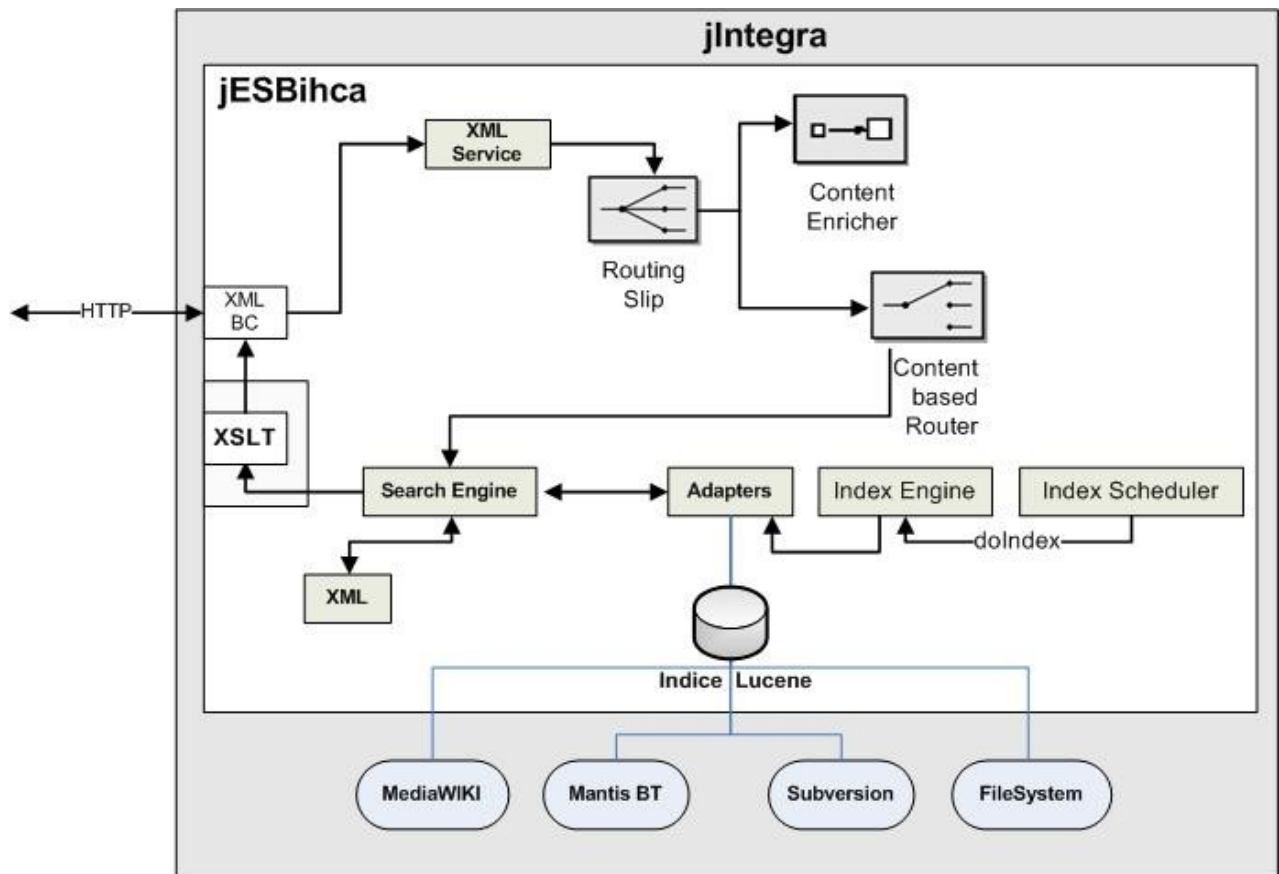 jIntegra
jESBihca
XML
Service
Content
Enricher
Routing
Slip
HTTP
XML
BC
Content
based
Router
XSLT
Search Engine
Adapters
Index Engine
Index Scheduler
doIndex
XML
Indice Lucene
MediaWIKI
Mantis BT
Subversion
FileSystem